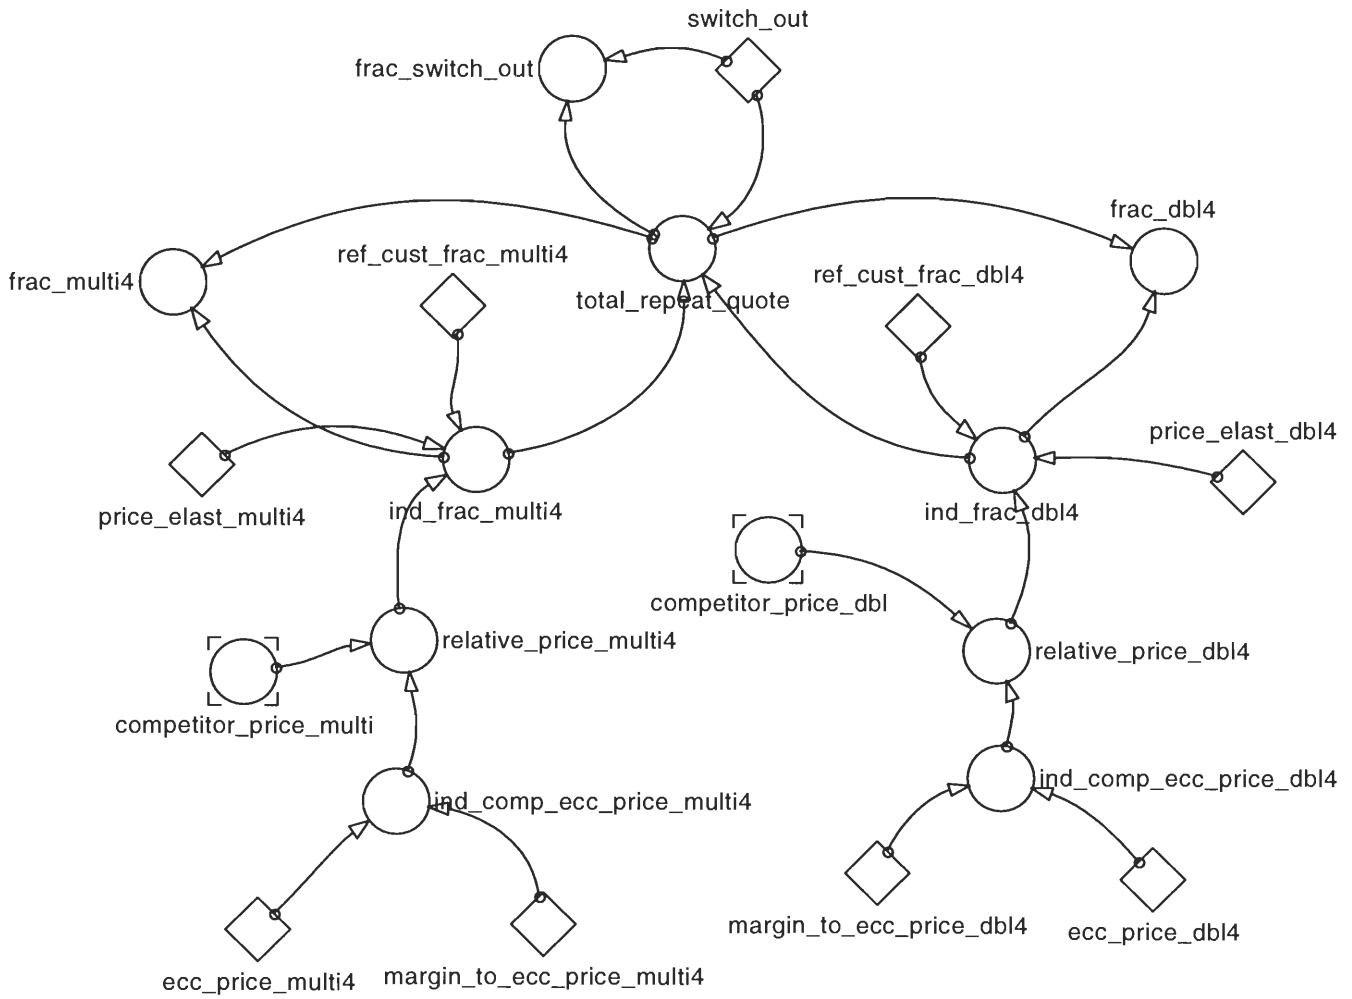 switch_out
frac_switch_out
frac_dbl4
ref_cust_frac_multi4
frac_multi4
ref_cust_frac_dbl4
total_repeat_quote
price_elast_dbl4
price_elast_multi4
ind_frac_multi4
ind_frac_dbl4
competitor_price_dbl
relative_price_multi4
relative_price_dbl4
competitor_price_multi
ind_comp_ecc_price_dbl4
ind_comp_ecc_price_multi4
margin_to_ecc_price_dbl4
ecc_price_dbl4
ecc_price_multi4
margin_to_ecc_price_multi4